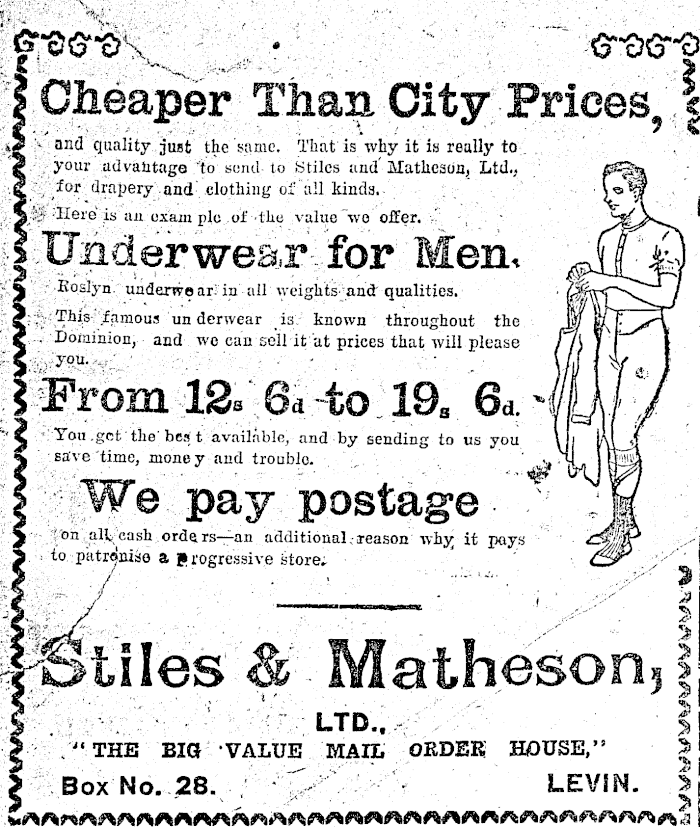 Cheaper Than City Prices,
and quality just the same. That is why it is really to
your advantage to send to Stiles and Matheson, Ltd.,
for drapery and clothing of all kinds.
Here is an exam ple of the value we offer.
Underwear for Men.
Roslyn underwear in all weights and qualities.
This famous un derwear is known throughout the
Dominion, and we can sell it at prices that will please
you.
From 12s 6d to 19s 6d.
You get the bes t available, and by sending to us you
save time, mone y and trouble.
We pay postage
on all cash orders—an additional reason why it pays
to patronise a progressive store.
Stiles & Matheson,
LTD.,
"THE BIG VALUE MAIL ORDER HOUSE,"
Box No. 28. LEVIN.